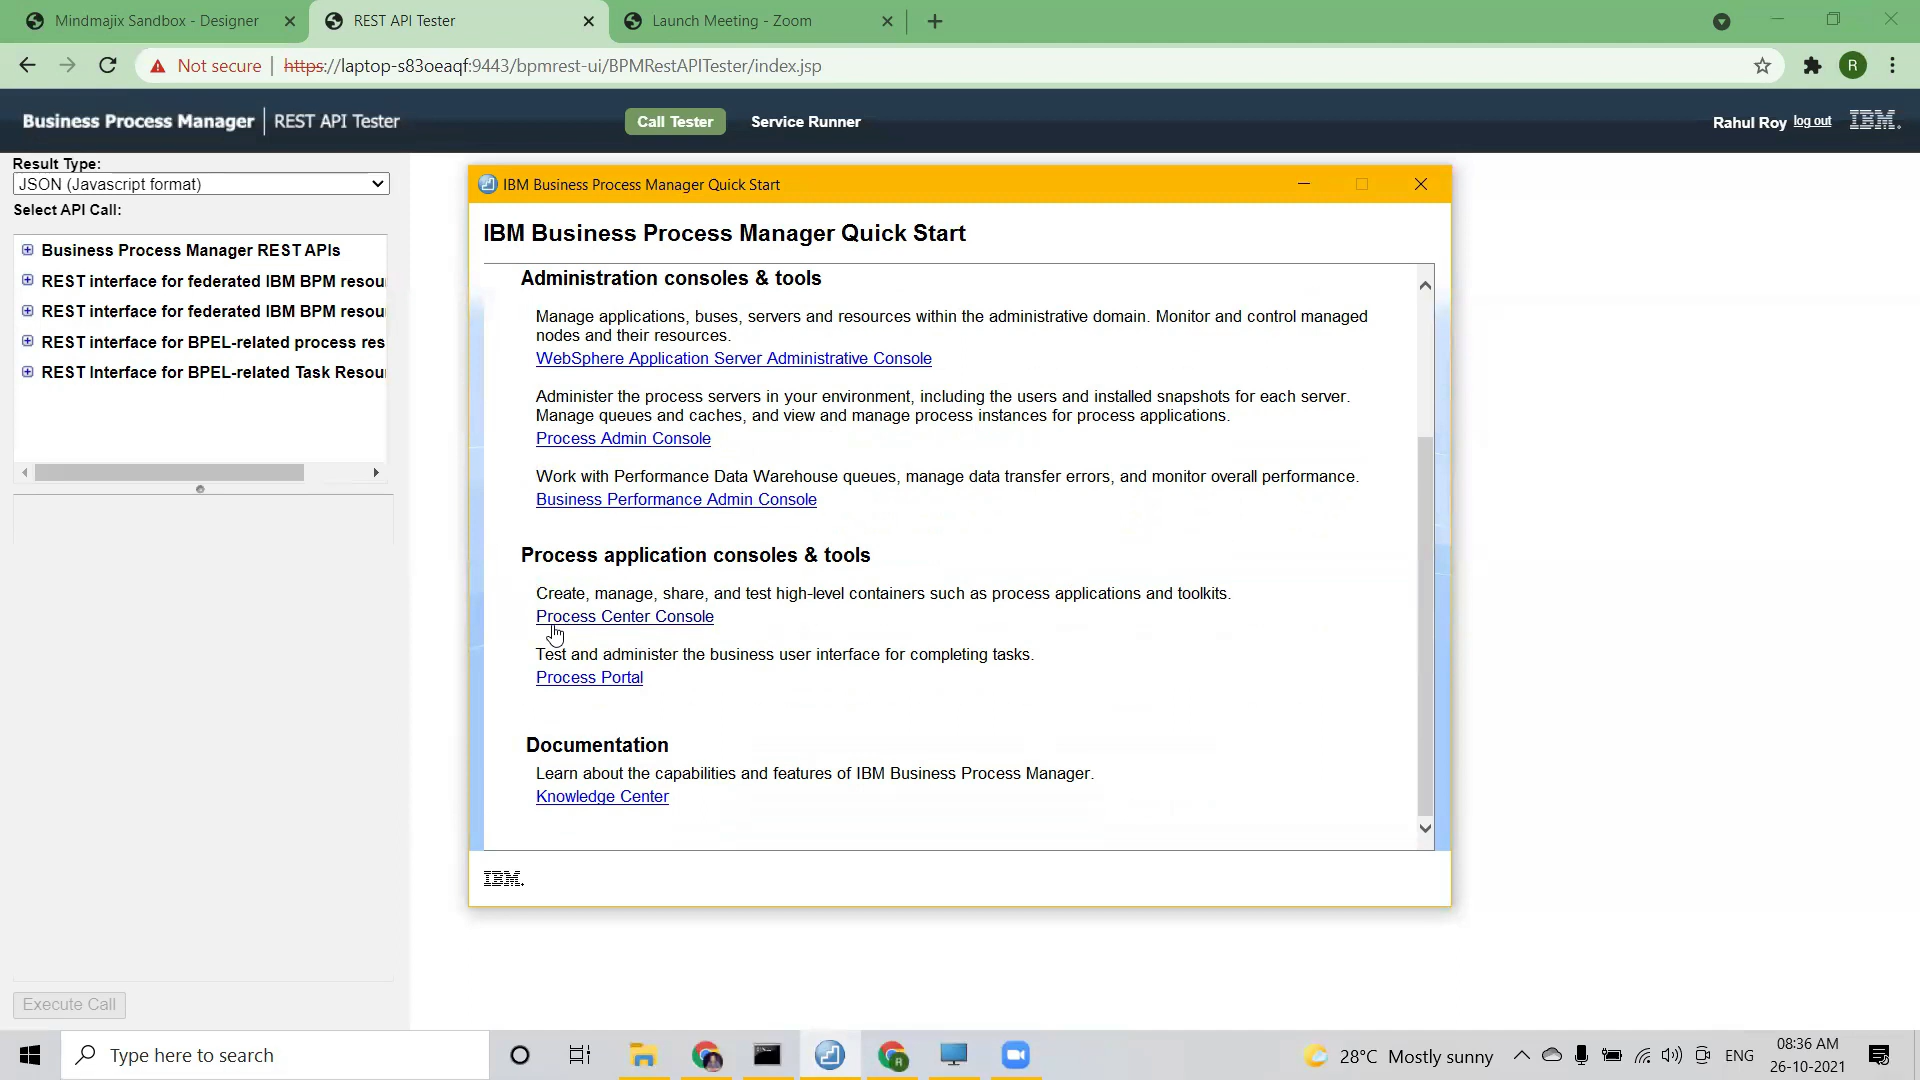 Mindmajix Sandbox - Designer
REST API Tester
Launch Meeting - Zoom
Not secure
https://laptop-s83oeaqf:9443/bpmrest-ui/BPMRestAPITester/index.jsp
R
Business Process Manager | REST API Tester
Call Tester
Service Runner
Rahul Roy log out
IBM.
Result Type:
JSON (Javascript format)
Select API Call:
Business Process Manager REST APIs
REST interface for federated IBM BPM resou
REST interface for federated IBM BPM resou
REST interface for BPEL-related process res
REST Interface for BPEL-related Task Resou
Execute Call
IBM Business Process Manager Quick Start
IBM Business Process Manager Quick Start
Administration consoles & tools
Manage applications, buses, servers and resources within the administrative domain. Monitor and control managed
nodes and their resources.
WebSphere Application Server Administrative Console
Administer the process servers in your environment, including the users and installed snapshots for each server.
Manage queues and caches, and view and manage process instances for process applications.
Process Admin Console
Work with Performance Data Warehouse queues, manage data transfer errors, and monitor overall performance.
Business Performance Admin Console
Process application consoles & tools
Create, manage, share, and test high-level containers such as process applications and toolkits.
Process Center Console
Test and administer the business user interface for completing tasks.
Process Portal
Documentation
Learn about the capabilities and features of IBM Business Process Manager.
Knowledge Center
IBM.
Type here to search
28°C Mostly sunny
ENG
08:36 AM
26-10-2021